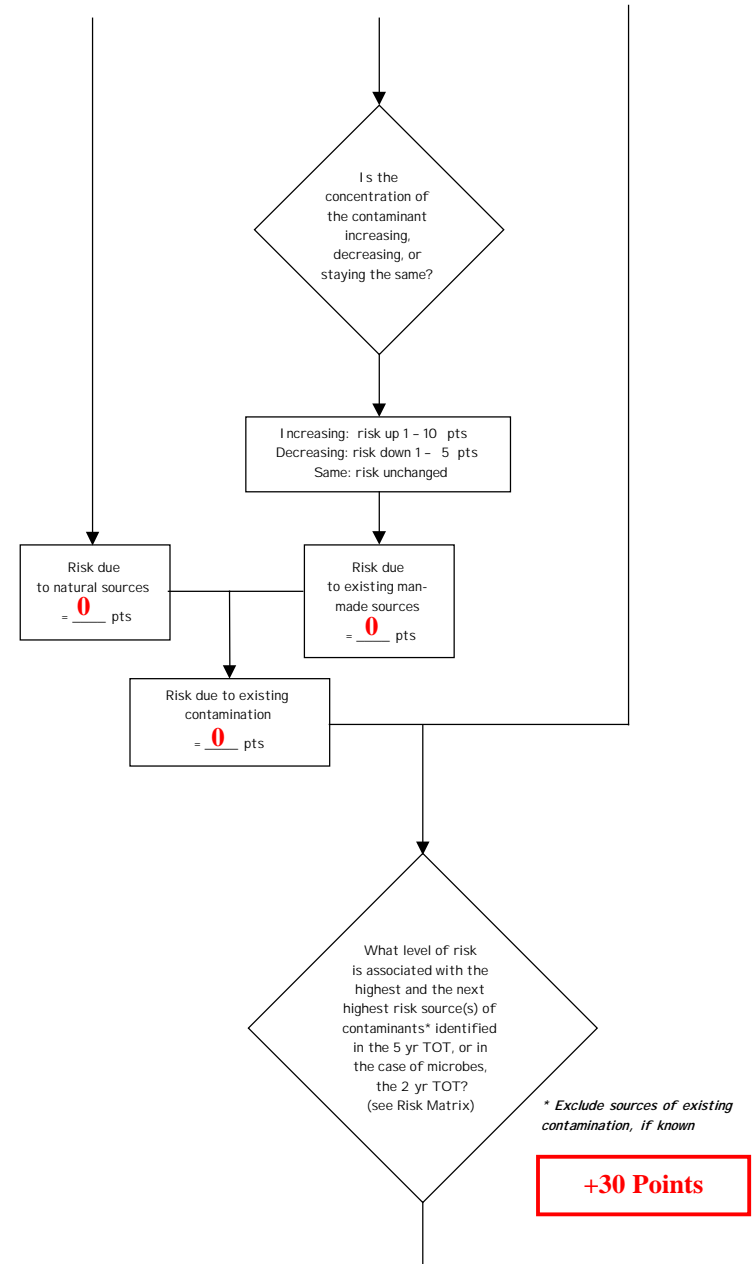 Is the
concentration of
the contaminant
increasing,
decreasing, or
staying the same?
Increasing: risk up 1 – 10 pts
Decreasing: risk down 1 – 5 pts
Same: risk unchanged
Risk due
to natural sources
= 0 pts
Risk due
to existing man-
made sources
= 0 pts
Risk due to existing
contamination
= 0 pts
What level of risk
is associated with the
highest and the next
highest risk source(s) of
contaminants* identified
in the 5 yr TOT, or in
the case of microbes,
the 2 yr TOT?
(see Risk Matrix)
* Exclude sources of existing
contamination, if known
+30 Points